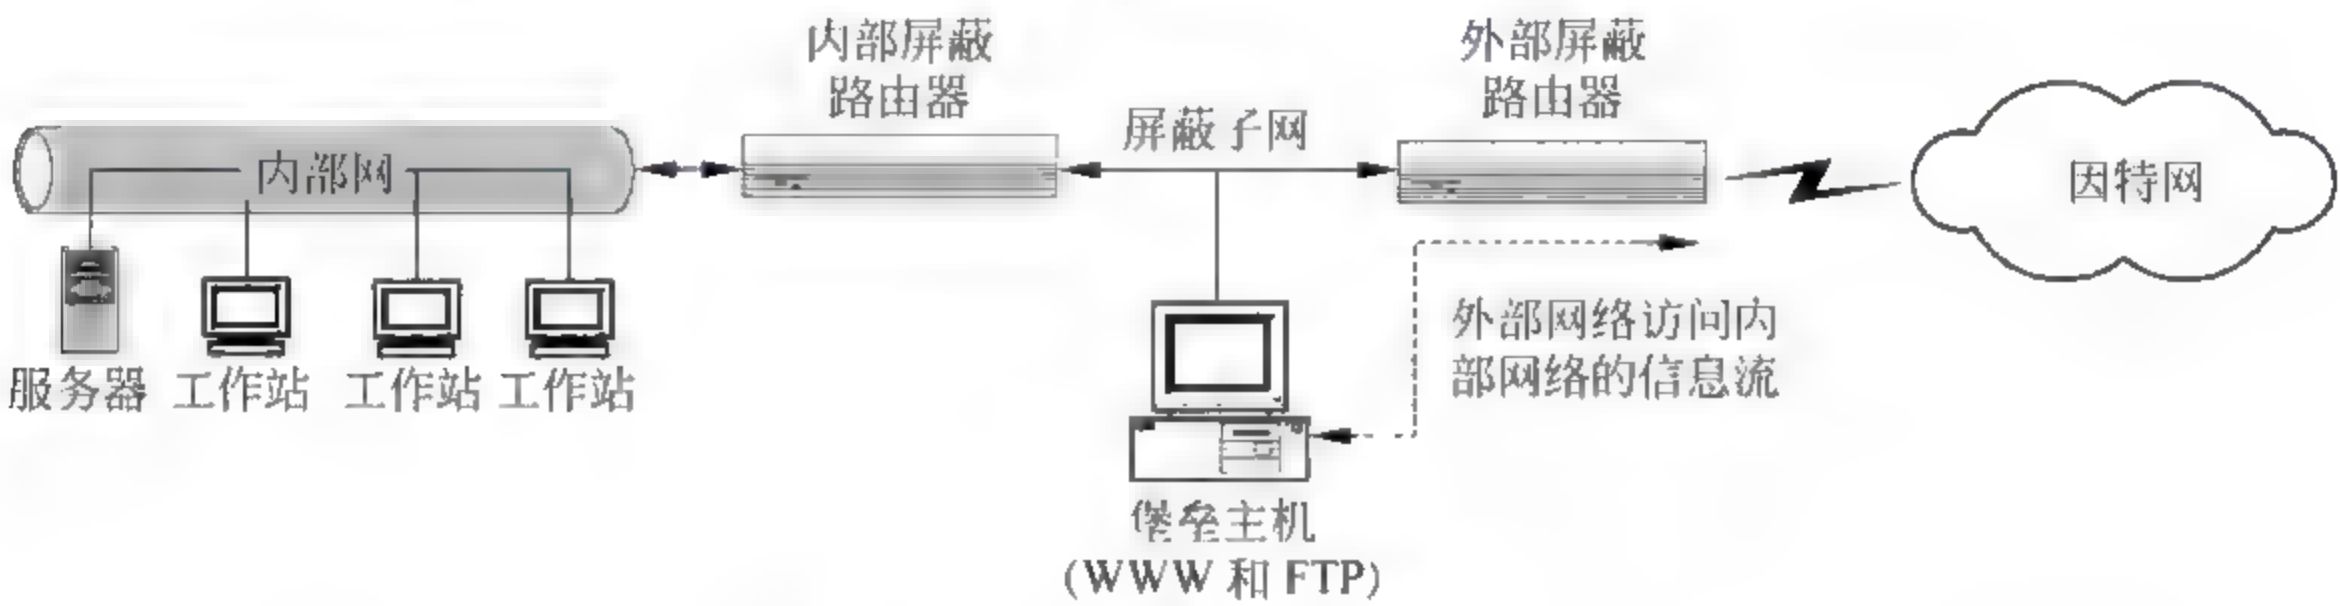 内部屏蔽
路由器
外部屏蔽
路由器
屏蔽子网
内部网
因特网
服务器
工作站
工作站
工作站
外部网络访问内
部网络的信息流
堡垒主机
(WWW 和 FTP)